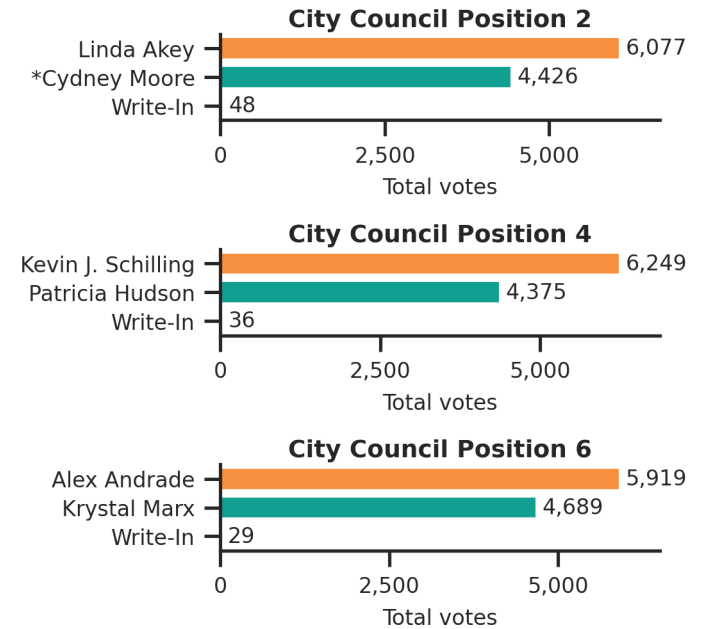 City Council Position 2
Linda Akey 6,077
*Cydney Moore 4,426
Write-In 48
0 2,500 5,000
Total votes
City Council Position 4
Kevin J. Schilling 6,249
Patricia Hudson 4,375
Write-In 36
0 2,500 5,000
Total votes
City Council Position 6
Alex Andrade 5,919
Krystal Marx 4,689
Write-In 29
0 2,500 5,000
Total votes